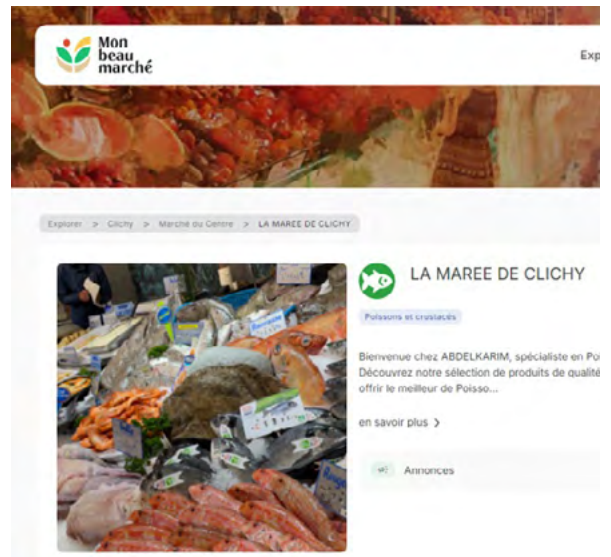 Mon
beau
marché
Exp
Explorer > Clichy > Marché du Centre > LA MAREE DE CLICHY
LA MAREE DE CLICHY
Poissons et crustacés
Bienvenue chez ABDELKARIM, spécialiste en Poi
Découvrez notre sélection de produits de qualité
offrir le meilleur de Poisso...
en savoir plus >
Annonces